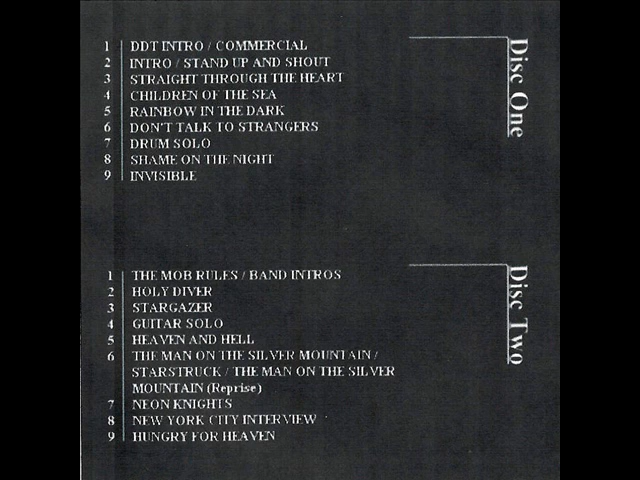 Disc One
1 DDT INTRO / COMMERCIAL
2 INTRO / STAND UP AND SHOUT
3 STRAIGHT THROUGH THE HEART
4 CHILDREN OF THE SEA
5 RAINBOW IN THE DARK
6 DON'T TALK TO STRANGERS
7 DRUM SOLO
8 SHAME ON THE NIGHT
9 INVISIBLE
Disc Two
1 THE MOB RULES / BAND INTROS
2 HOLY DIVER
3 STARGAZER
4 GUITAR SOLO
5 HEAVEN AND HELL
6 THE MAN ON THE SILVER MOUNTAIN /
STARSTRUCK / THE MAN ON THE SILVER
MOUNTAIN (Reprise)
7 NEON KNIGHTS
8 NEW YORK CITY INTERVIEW
9 HUNGRY FOR HEAVEN